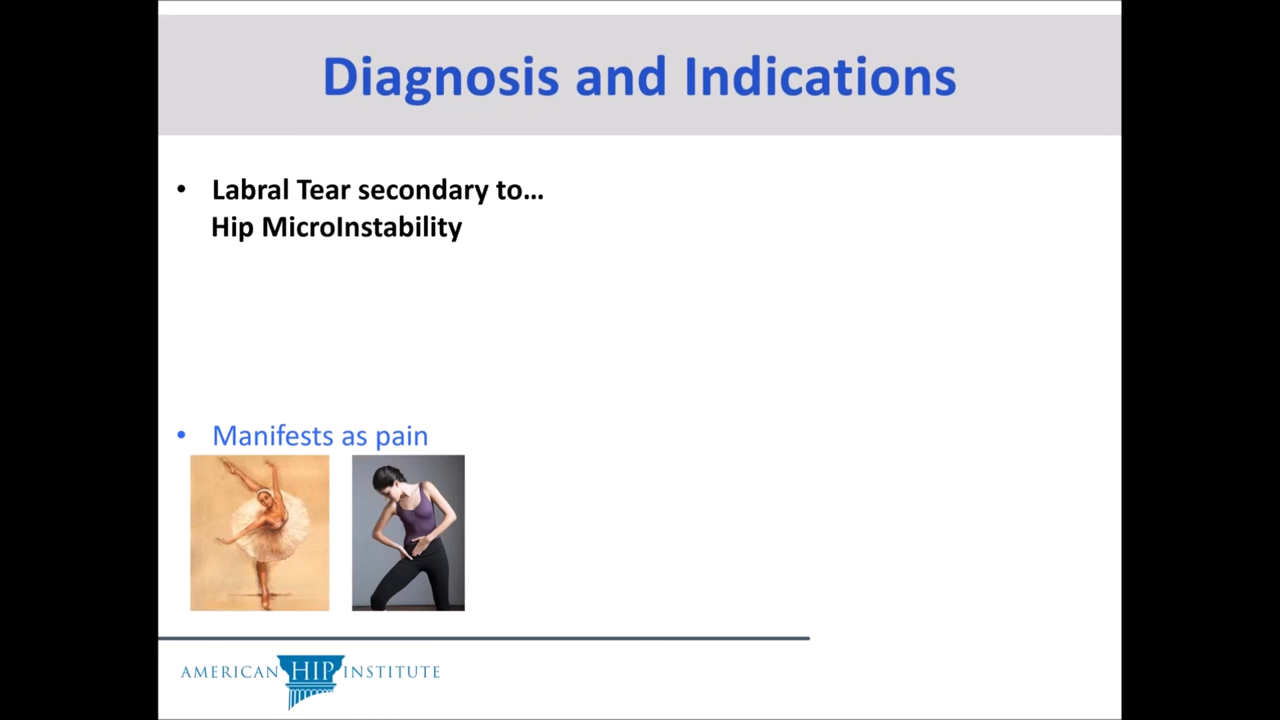 Diagnosis and Indications
• Labral Tear secondary to…
Hip MicroInstability
• Manifests as pain
AMERICAN HIP INSTITUTE